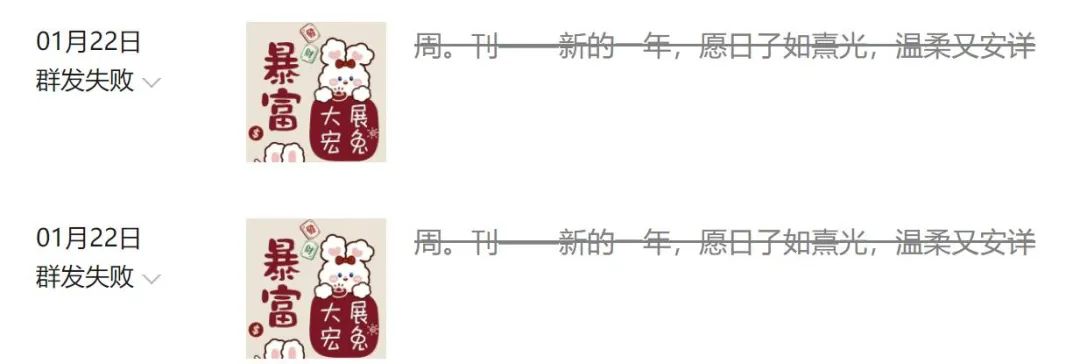 01月22日
群发失败
暴富
大展宏兔
周。刊——新的一年，愿日了如熹光，温柔又安详
01月22日
群发失败
暴富
大展宏兔
周。刊——新的一年，愿日了如熹光，温柔又安详